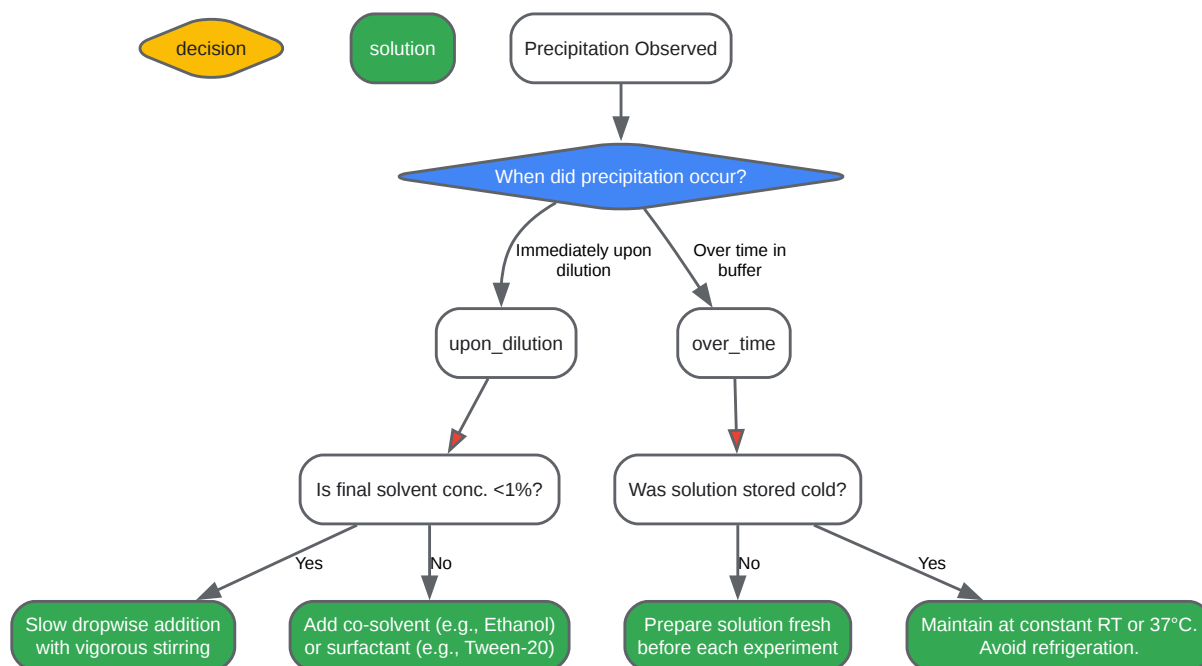 decision
solution
Precipitation Observed
When did precipitation occur?
Immediately upon
dilution
Over time in
buffer
upon_dilution
over_time
Is final solvent conc. <1%?
Was solution stored cold?
Yes
No
No
Yes
Slow dropwise addition
with vigorous stirring
Add co-solvent (e.g., Ethanol)
or surfactant (e.g., Tween-20)
Prepare solution fresh
before each experiment
Maintain at constant RT or 37°C.
Avoid refrigeration.